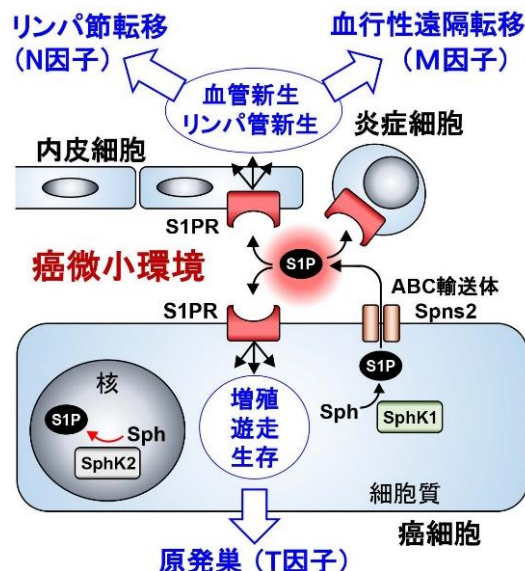 リンパ節転移
（N因子）
血行性遠隔転移
（M因子）
血管新生
リンパ管新生
炎症細胞
内皮細胞
S1PR
癌微小環境
S1P
ABC輸送体
Spns2
S1PR
S1P
核
S1P
Sph
SphK2
増殖
遊走
生存
Sph
SphK1
細胞質
癌細胞
原発巣（T因子）